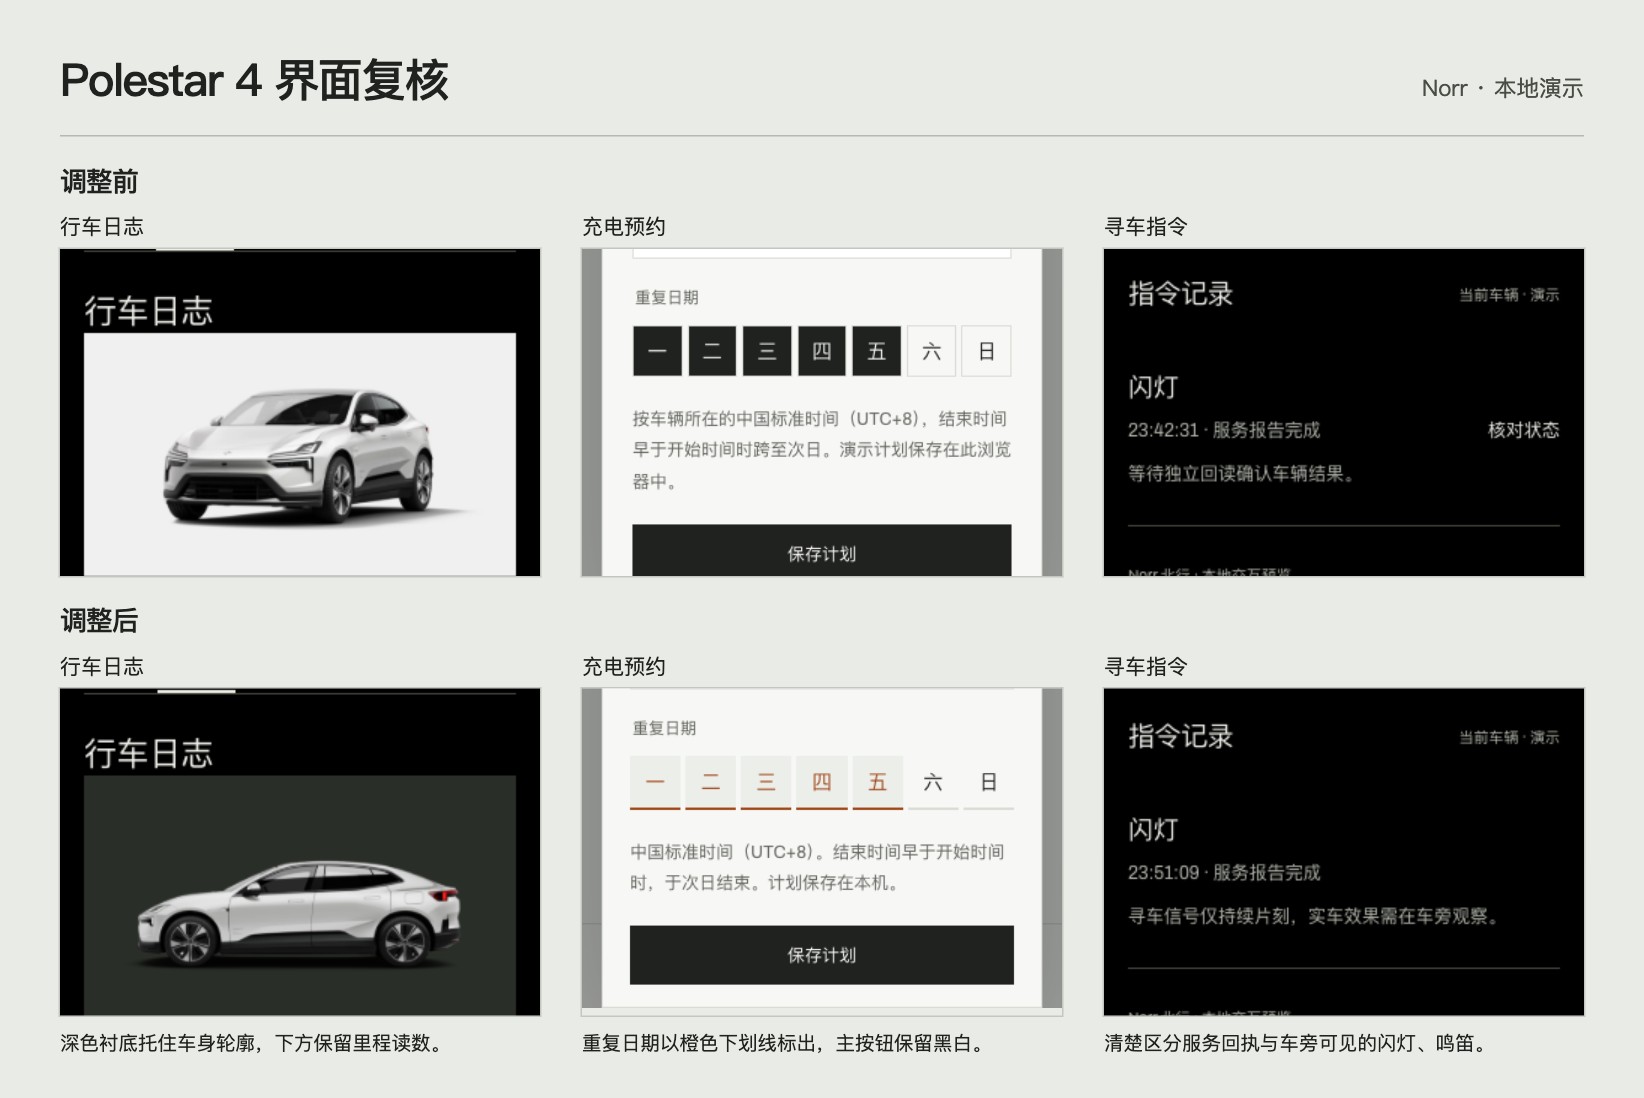 Polestar 4 界面复核
Norr · 本地演示
调整前
行车日志
充电预约
寻车指令
行车日志
重复日期
一 二 三 四 五 六 日
按车辆所在的中国标准时间（UTC+8），结束时间
早于开始时间时跨至次日。演示计划保存在此浏览
器中。
保存计划
指令记录
当前车辆 · 演示
闪灯
23:42:31 · 服务报告完成
核对状态
等待独立回读确认车辆结果。
调整后
行车日志
充电预约
寻车指令
行车日志
重复日期
一 二 三 四 五 六 日
中国标准时间（UTC+8）。结束时间早于开始时间
时，于次日结束。计划保存在本机。
保存计划
指令记录
当前车辆 · 演示
闪灯
23:51:09 · 服务报告完成
寻车信号仅持续片刻，实车效果需在车旁观察。
深色衬底托住车身轮廓，下方保留里程读数。
重复日期以橙色下划线标出，主按钮保留黑白。
清楚区分服务回执与车旁可见的闪灯、鸣笛。